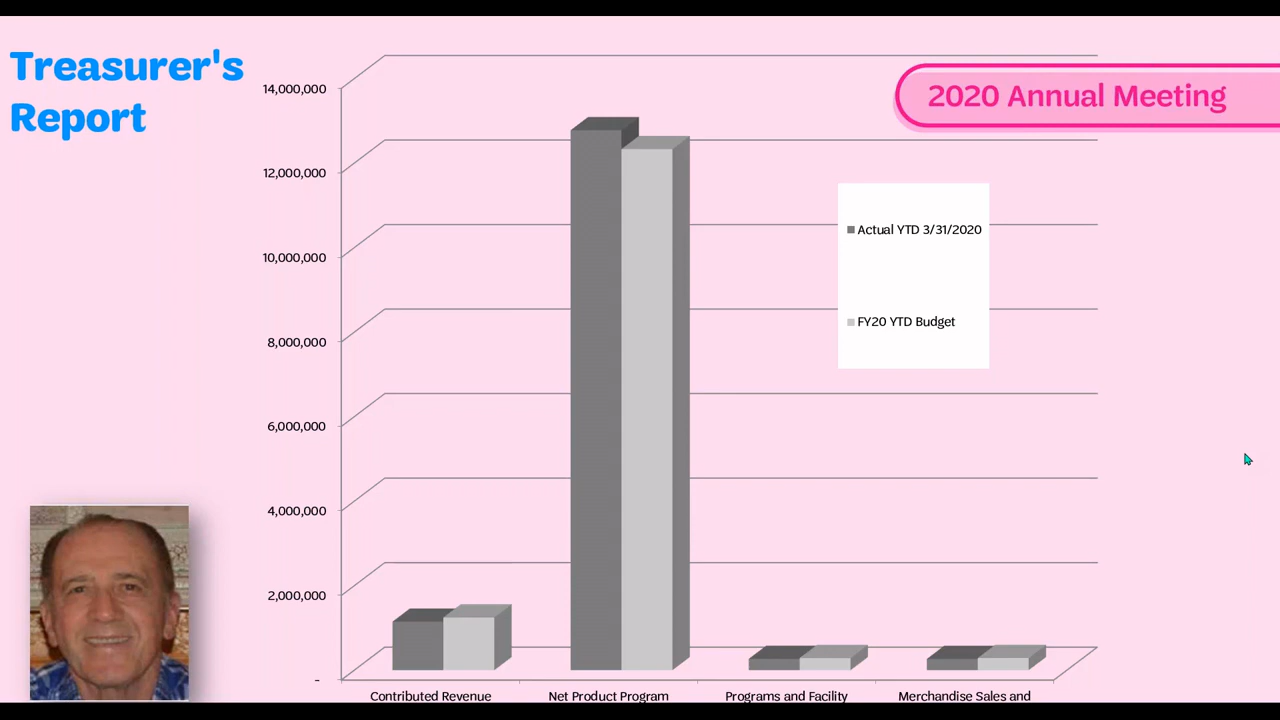 Treasurer's
Report
2020 Annual Meeting
14,000,000
12,000,000
10,000,000
8,000,000
6,000,000
4,000,000
2,000,000
-
Actual YTD 3/31/2020
FY20 YTD Budget
Contributed Revenue
Net Product Program
Programs and Facility
Merchandise Sales and